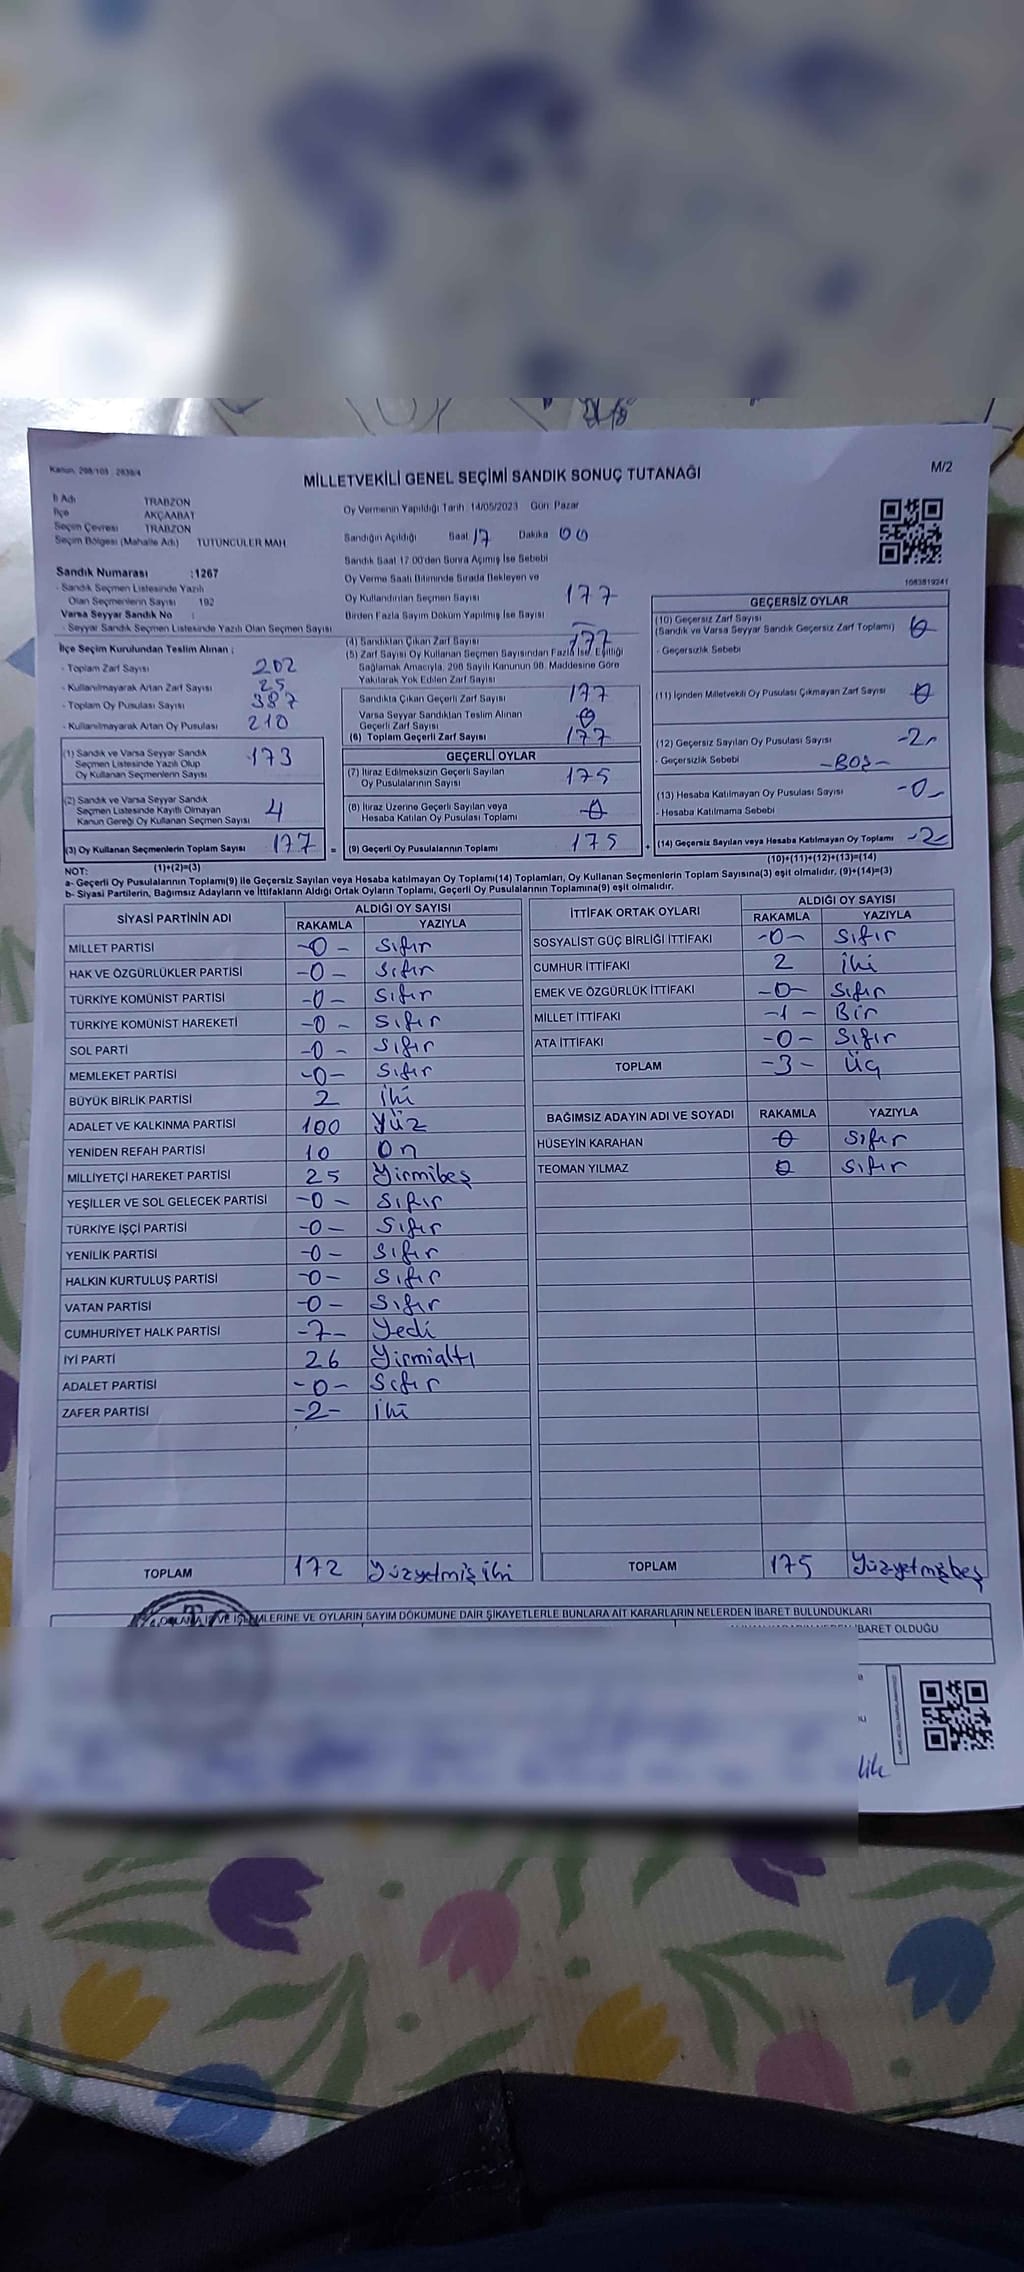 Kanun, 298/103 : 2839/4
MİLLETVEKİLİ GENEL SEÇİMİ SANDIK SONUÇ TUTANAĞI
M/2
İl Adı TRABZON
İlçe AKÇAABAT
Seçim Çevresi TRABZON
Seçim Bölgesi (Mahalle Adı) TÜTÜNCÜLER MAH
Oy Vermenin Yapıldığı Tarih :14/05/2023 Gün: Pazar
Sandığın Açıldığı Saat 17 Dakika 00
Sandık Saat 17:00'den Sonra Açılmış İse Sebebi
Oy Verme Saati Bitiminde Sırada Bekleyen ve
Oy Kullandırılan Seçmen Sayısı 177
Birden Fazla Sayım Döküm Yapılmış İse Sayısı
Sandık Numarası :1267
- Sandık Seçmen Listesinde Yazılı
Olan Seçmenlerin Sayısı 192
Varsa Seyyar Sandık No :
- Seyyar Sandık Seçmen Listesinde Yazılı Olan Seçmen Sayısı
İlçe Seçim Kurulundan Teslim Alınan ;
- Toplam Zarf Sayısı 202
- Kullanılmayarak Artan Zarf Sayısı 25
- Toplam Oy Pusulası Sayısı 387
- Kullanılmayarak Artan Oy Pusulası 210
(1) Sandık ve Varsa Seyyar Sandık
Seçmen Listesinde Yazılı Olup
Oy Kullanan Seçmenlerin Sayısı 173
(2) Sandık ve Varsa Seyyar Sandık
Seçmen Listesinde Kayıtlı Olmayan
Kanun Gereği Oy Kullanan Seçmen Sayısı 4
(3) Oy Kullanan Seçmenlerin Toplam Sayısı 177 =
(1)+(2)=(3)
(4) Sandıktan Çıkan Zarf Sayısı 177
(5) Zarf Sayısı Oy Kullanan Seçmen Sayısından Fazla İse, Eşitliği
Sağlamak Amacıyla, 298 Sayılı Kanunun 98. Maddesine Göre
Yakılarak Yok Edilen Zarf Sayısı
Sandıkta Çıkan Geçerli Zarf Sayısı 177
Varsa Seyyar Sandıktan Teslim Alınan
Geçerli Zarf Sayısı 0
(6) Toplam Geçerli Zarf Sayısı 177
GEÇERLİ OYLAR
(7) İtiraz Edilmeksizin Geçerli Sayılan
Oy Pusulalarının Sayısı 175
(8) İtiraz Üzerine Geçerli Sayılan veya
Hesaba Katılan Oy Pusulası Toplamı 0
(9) Geçerli Oy Pusulalarının Toplamı 175 +
1083819241
GEÇERSİZ OYLAR
(10) Geçersiz Zarf Sayısı
(Sandık ve Varsa Seyyar Sandık Geçersiz Zarf Toplamı) 0
- Geçersizlik Sebebi
(11) İçinden Milletvekili Oy Pusulası Çıkmayan Zarf Sayısı 0
(12) Geçersiz Sayılan Oy Pusulası Sayısı -2-
- Geçersizlik Sebebi -BOŞ-
(13) Hesaba Katılmayan Oy Pusulası Sayısı -0-
- Hesaba Katılmama Sebebi
(14) Geçersiz Sayılan veya Hesaba Katılmayan Oy Toplamı -2-
(10)+(11)+(12)+(13)=(14)
NOT:
a- Geçerli Oy Pusulalarının Toplamı(9) ile Geçersiz Sayılan veya Hesaba katılmayan Oy Toplamı(14) Toplamları, Oy Kullanan Seçmenlerin Toplam Sayısına(3) eşit olmalıdır. (9)+(14)=(3)
b- Siyasi Partilerin, Bağımsız Adayların ve İttifakların Aldığı Ortak Oyların Toplamı, Geçerli Oy Pusulalarının Toplamına(9) eşit olmalıdır.
SİYASİ PARTİNİN ADI ALDIĞI OY SAYISI
RAKAMLA YAZIYLA
MİLLET PARTİSİ -0- Sıfır
HAK VE ÖZGÜRLÜKLER PARTİSİ -0- Sıfır
TÜRKİYE KOMÜNİST PARTİSİ -0- Sıfır
TÜRKİYE KOMÜNİST HAREKETİ -0- Sıfır
SOL PARTİ -0- Sıfır
MEMLEKET PARTİSİ -0- Sıfır
BÜYÜK BİRLİK PARTİSİ 2 iki
ADALET VE KALKINMA PARTİSİ 100 Yüz
YENİDEN REFAH PARTİSİ 10 On
MİLLİYETÇİ HAREKET PARTİSİ 25 Yirmibeş
YEŞİLLER VE SOL GELECEK PARTİSİ -0- Sıfır
TÜRKİYE İŞÇİ PARTİSİ -0- Sıfır
YENİLİK PARTİSİ -0- Sıfır
HALKIN KURTULUŞ PARTİSİ -0- Sıfır
VATAN PARTİSİ -0- Sıfır
CUMHURİYET HALK PARTİSİ -7- Yedi
İYİ PARTİ 26 Yirmialtı
ADALET PARTİSİ -0- Sıfır
ZAFER PARTİSİ -2- iki
TOPLAM 172 Yüzyetmiş iki
İTTİFAK ORTAK OYLARI ALDIĞI OY SAYISI
RAKAMLA YAZIYLA
SOSYALİST GÜÇ BİRLİĞİ İTTİFAKI -0- Sıfır
CUMHUR İTTİFAKI 2 iki
EMEK VE ÖZGÜRLÜK İTTİFAKI -0- Sıfır
MİLLET İTTİFAKI -1- Bir
ATA İTTİFAKI -0- Sıfır
TOPLAM -3- Üç
BAĞIMSIZ ADAYIN ADI VE SOYADI RAKAMLA YAZIYLA
HÜSEYİN KARAHAN 0 Sıfır
TEOMAN YILMAZ 0 Sıfır
TOPLAM 175 Yüzyetmişbeş
VE İŞLEMLERİNE VE OYLARIN SAYIM DÖKÜMÜNE DAİR ŞİKAYETLERLE BUNLARA AİT KARARLARIN NELERDEN İBARET BULUNDUKLARI
İBARET OLDUĞU